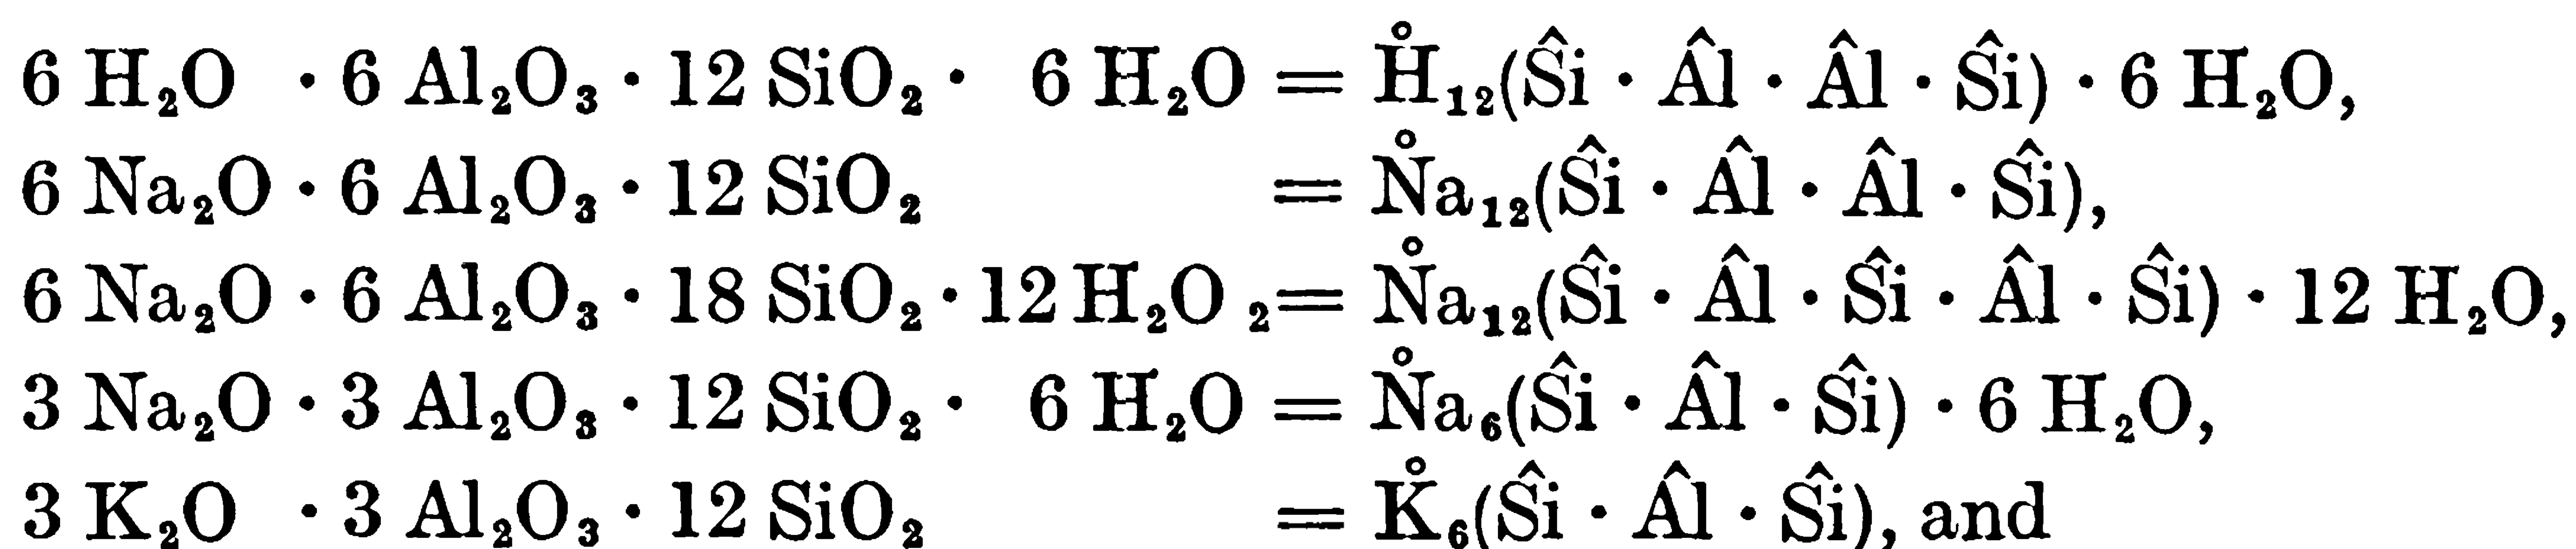 6 H₂O · 6 Al₂O₃ · 12 SiO₂ · 6 H₂O = H̊₁₂(Ŝi · Âl · Âl · Ŝi) · 6 H₂O,
6 Na₂O · 6 Al₂O₃ · 12 SiO₂ = N̊a₁₂(Ŝi · Âl · Âl · Ŝi),
6 Na₂O · 6 Al₂O₃ · 18 SiO₂ · 12 H₂O ₂= N̊a₁₂(Ŝi · Âl · Ŝi · Âl · Ŝi) · 12 H₂O,
3 Na₂O · 3 Al₂O₃ · 12 SiO₂ · 6 H₂O = N̊a₆(Ŝi · Âl · Ŝi) · 6 H₂O,
3 K₂O · 3 Al₂O₃ · 12 SiO₂ = K̊₆(Ŝi · Âl · Ŝi), and